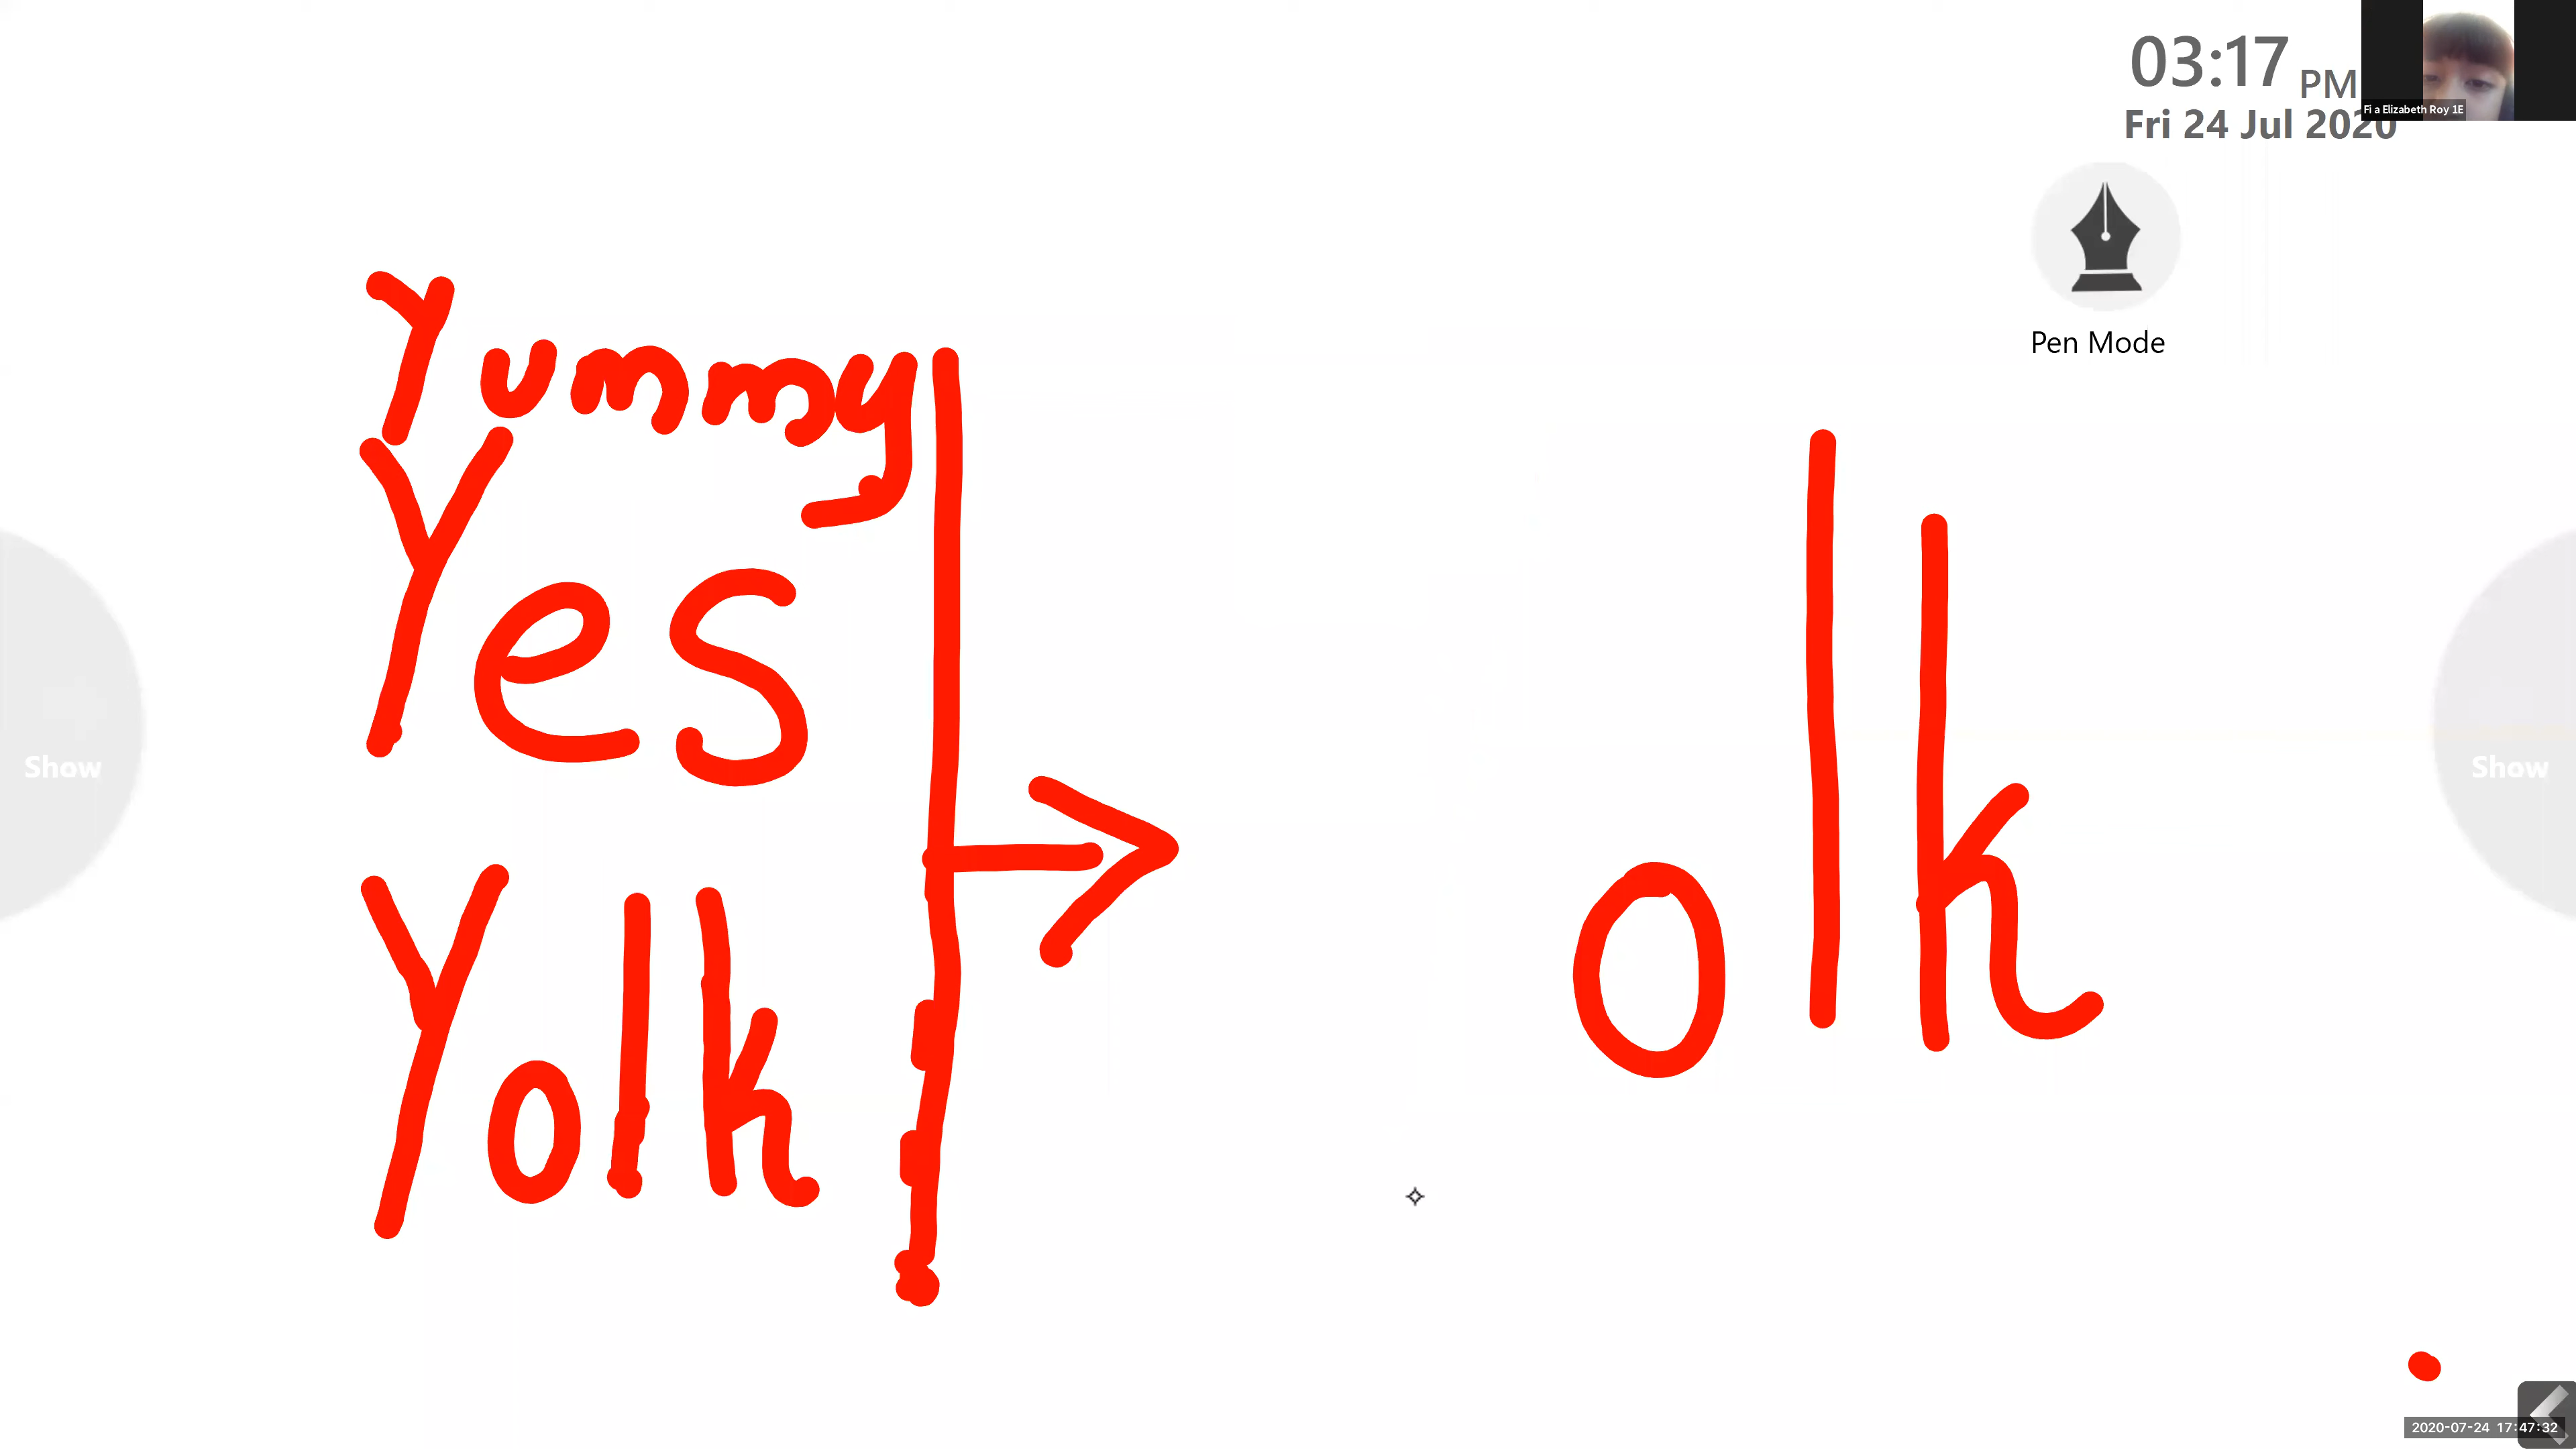 03:17 PM
Fi a Elizabeth Roy 1E
Fri 24 Jul 2020
Pen Mode
Yummy
Yes
olk
Show
Show
Yolk
2020-07-24 17:47:32